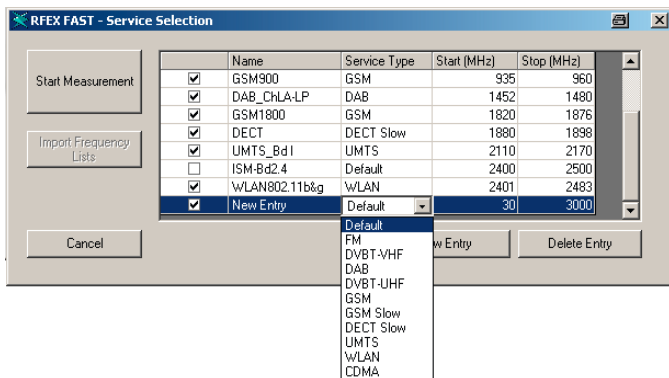 RFEX FAST - Service Selection
Start Measurement
Import Frequency
Lists
Cancel
Name Service Type Start (MHz) Stop (MHz)
GSM900 GSM 935 960
DAB_ChLA-LP DAB 1452 1480
GSM1800 GSM 1820 1876
DECT DECT Slow 1880 1898
UMTS_Bd I UMTS 2110 2170
ISM-Bd2.4 Default 2400 2500
WLAN802.11b&g WLAN 2401 2483
New Entry Default 30 3000
Default
FM
DVBT-VHF
DAB
DVBT-UHF
GSM
GSM Slow
DECT Slow
UMTS
WLAN
CDMA
w Entry
Delete Entry